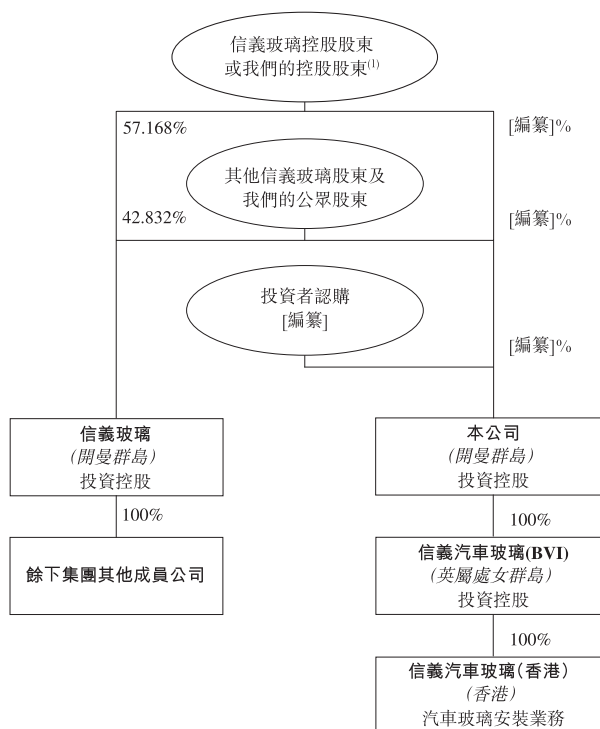 信義玻璃控股股東
或我們的控股股東(1)
57.168%
[編纂]%
其他信義玻璃股東及
我們的公眾股東
42.832%
[編纂]%
投資者認購
[編纂]
[編纂]%
信義玻璃
(開曼群島)
投資控股
本公司
(開曼群島)
投資控股
100%
100%
餘下集團其他成員公司
信義汽車玻璃(BVI)
(英屬處女群島)
投資控股
100%
信義汽車玻璃(香港)
(香港)
汽車玻璃安裝業務